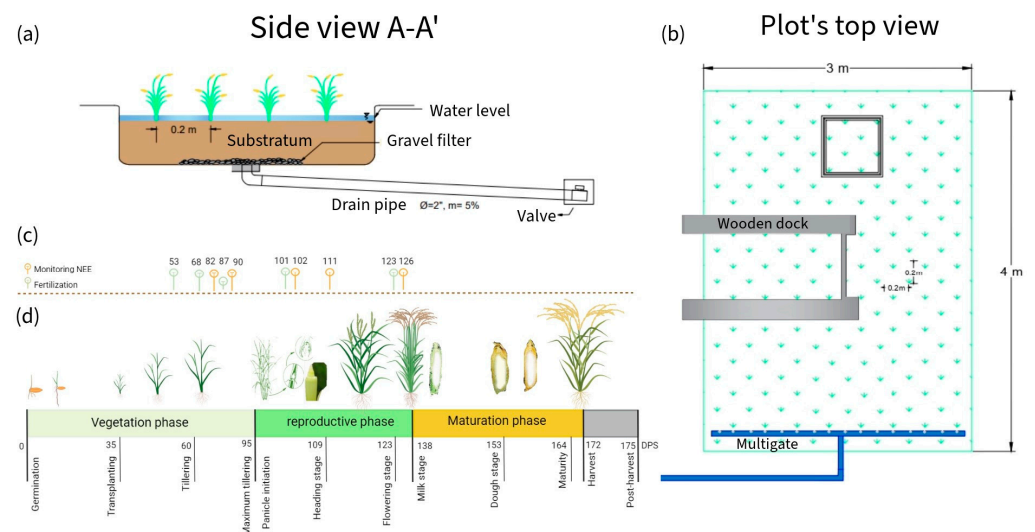 (a)
Side view A-A'
Water level
0.2 m
Substratum
Gravel filter
Drain pipe
Ø=2", m= 5%
Valve
(b)
Plot's top view
3 m
Wooden dock
0.2m
0.2m
4 m
Multigate
(c)
Monitoring NEE
Fertilization
53
68
82
87
90
101
102
111
123
126
(d)
Vegetation phase
reproductive phase
Maturation phase
0
35
60
95
109
123
138
153
164
172
175
DPS
Germination
Transplanting
Tillering
Maximum tillering
Panicle initiation
Heading stage
Flowering stage
Milk stage
Dough stage
Maturity
Harvest
Post-harvest